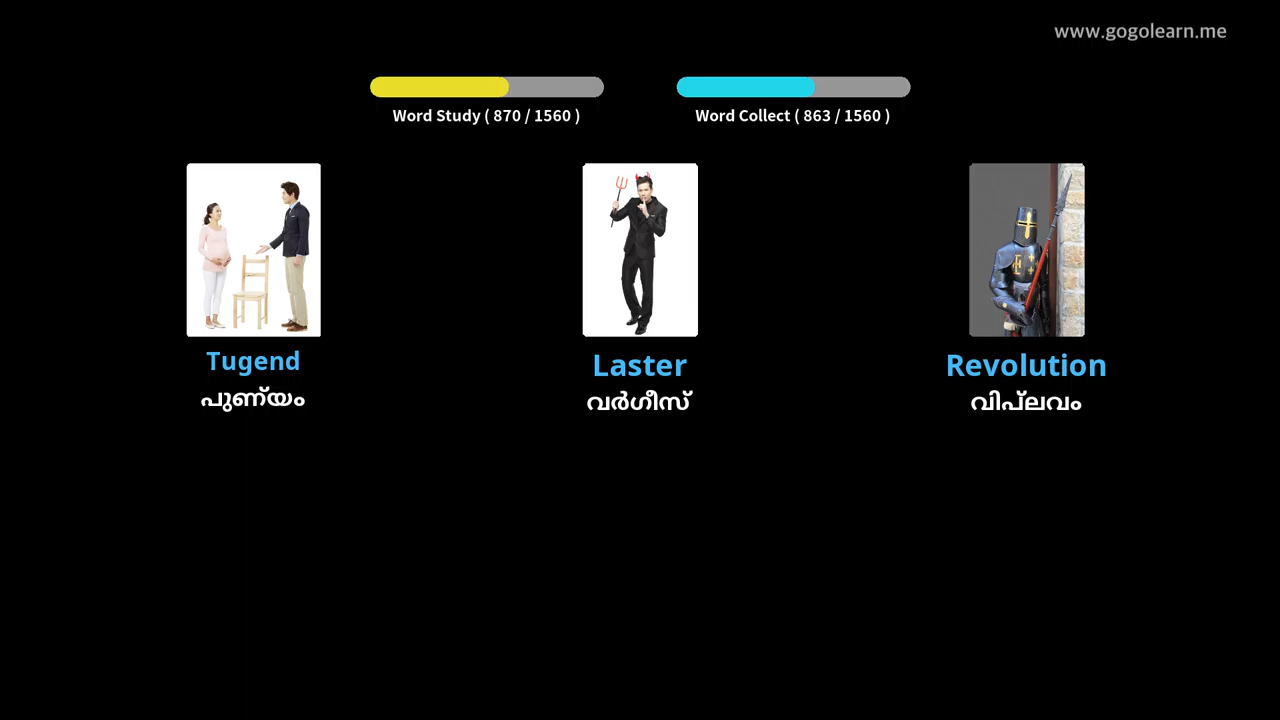 www.gogolearn.me
Word Study ( 870 / 1560 )
Word Collect ( 863 / 1560 )
Tugend
പുണ്യം
Laster
വർഗീസ്
Revolution
വിപ്ലവം